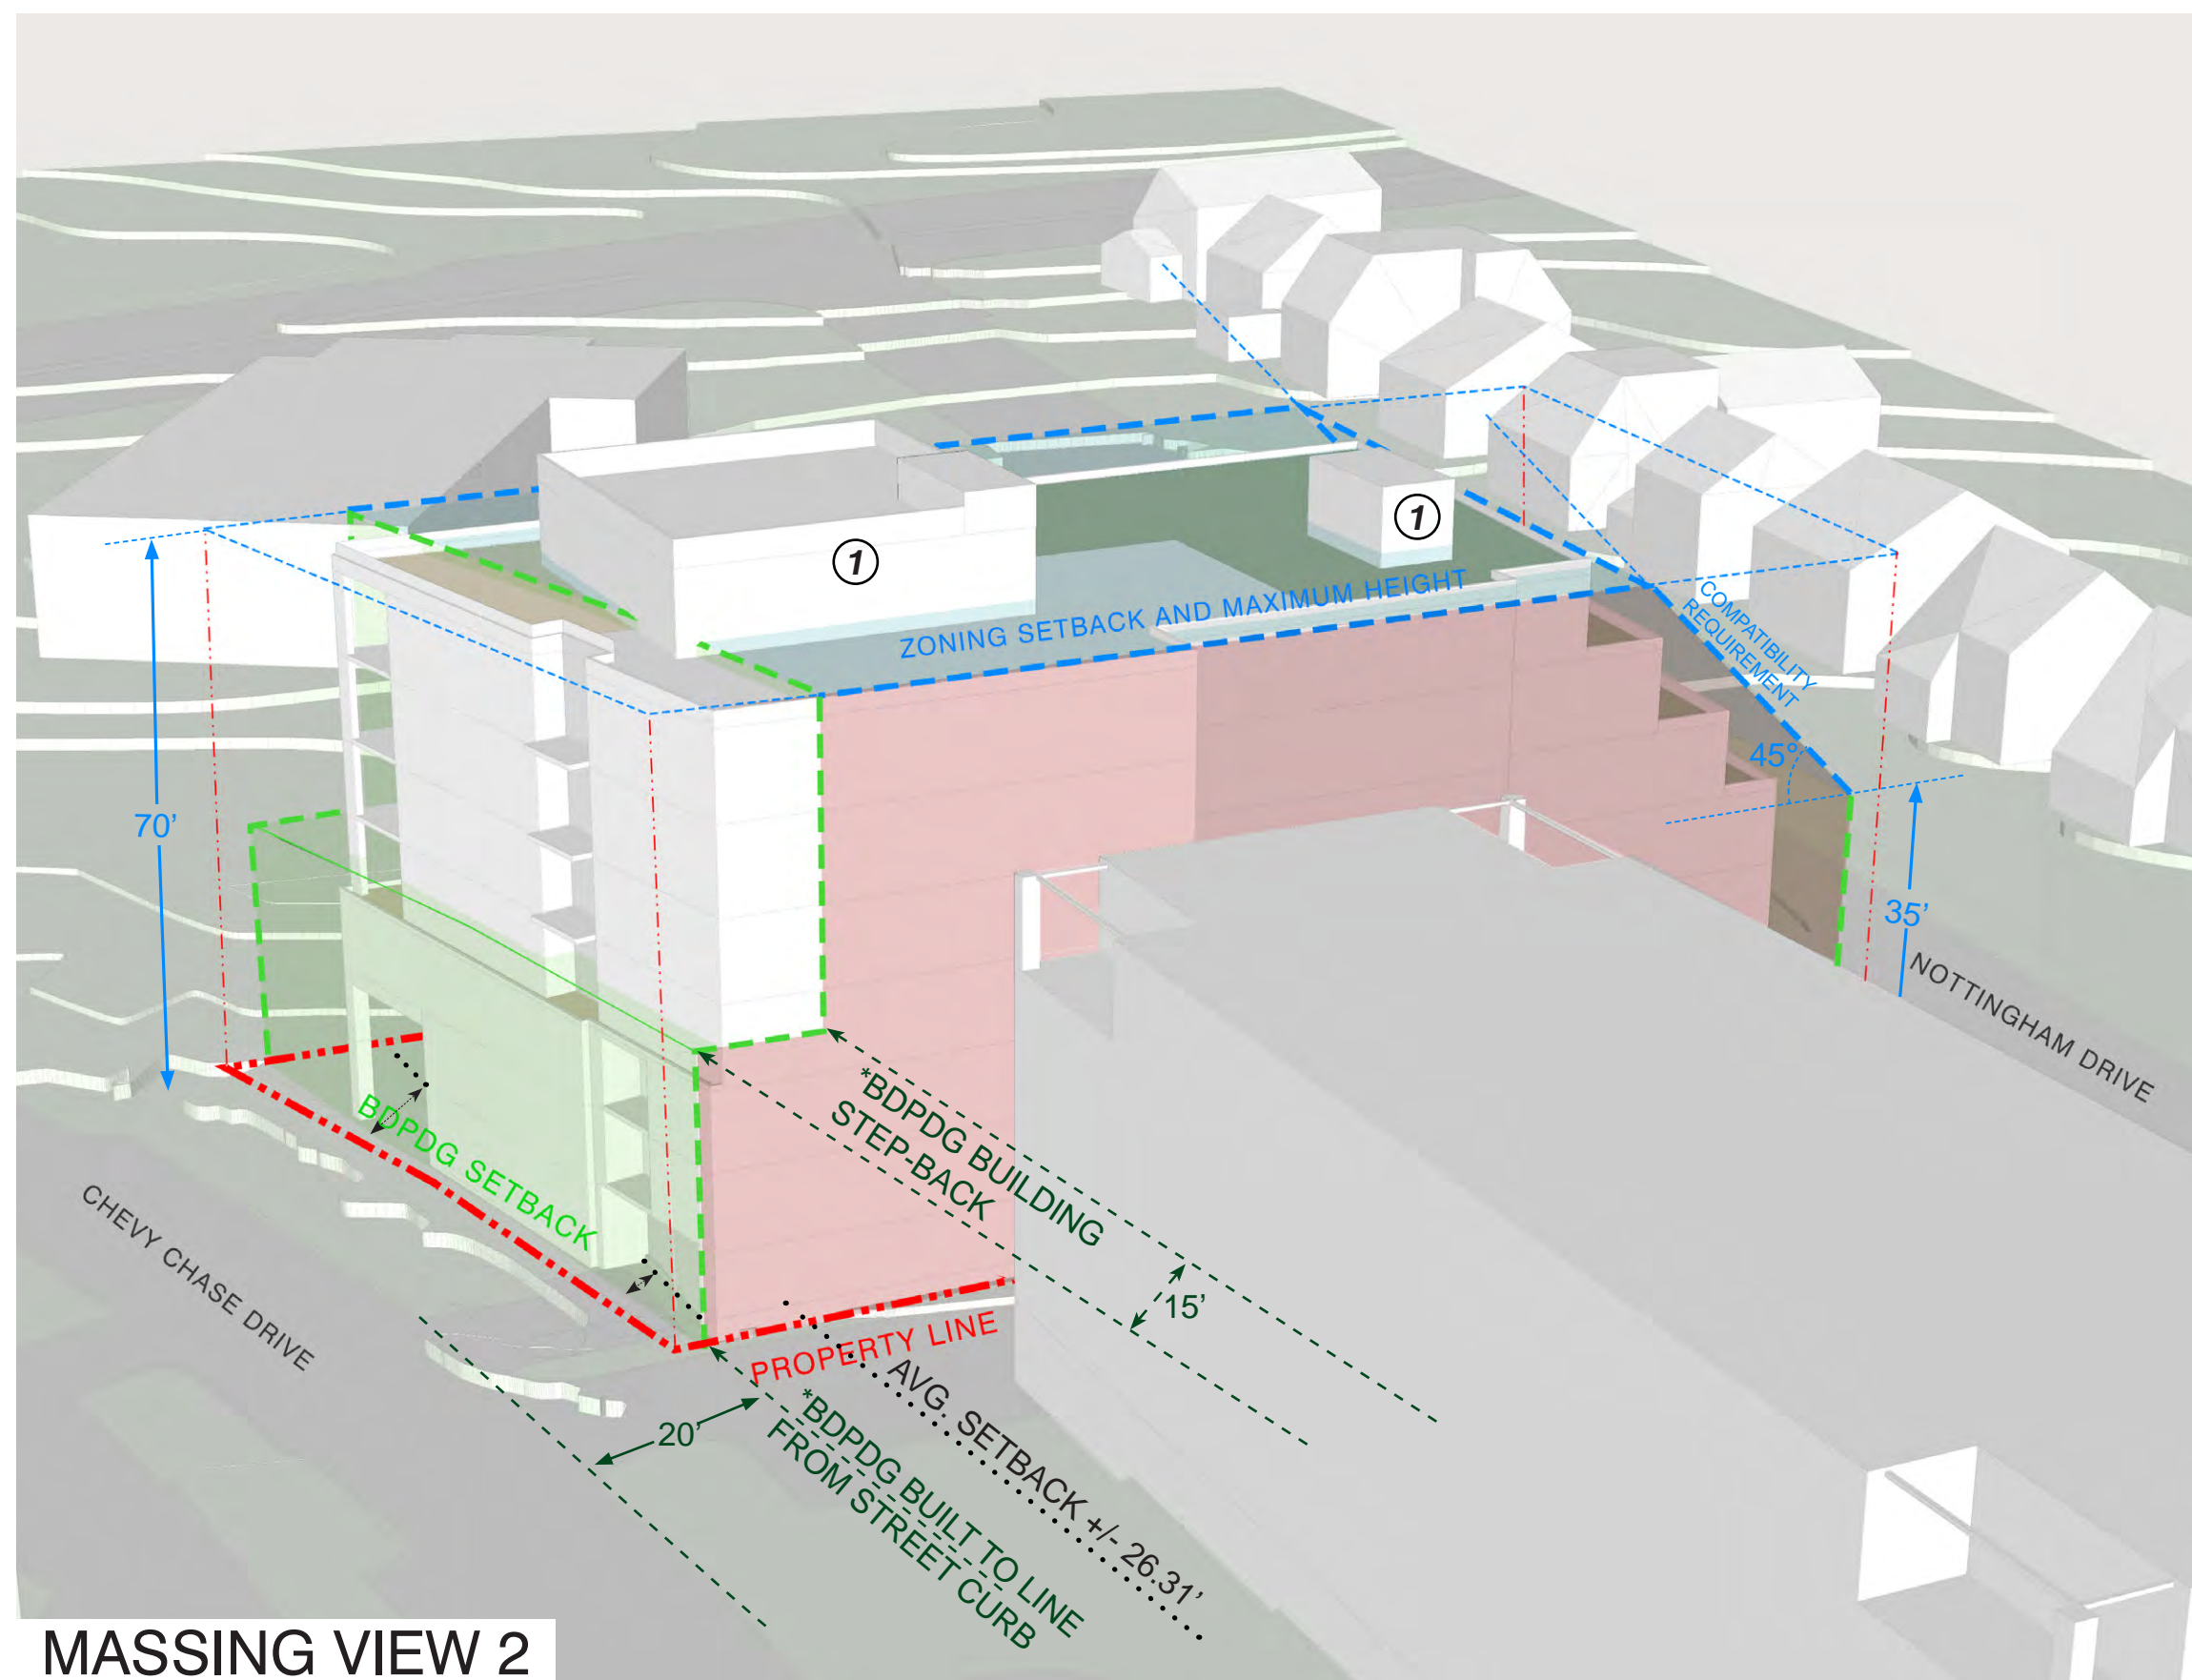 1
1
ZONING SETBACK AND MAXIMUM HEIGHT
COMPATIBILITY
REQUIREMENT
45°
70’
35’
NOTTINGHAM DRIVE
*BDPDG BUILDING
STEP-BACK
15’
BDPDG SETBACK
CHEVY CHASE DRIVE
PROPERTY LINE
AVG. SETBACK +/- 26.31’
20’
*BDPDG BUILT TO LINE
FROM STREET CURB
MASSING VIEW 2